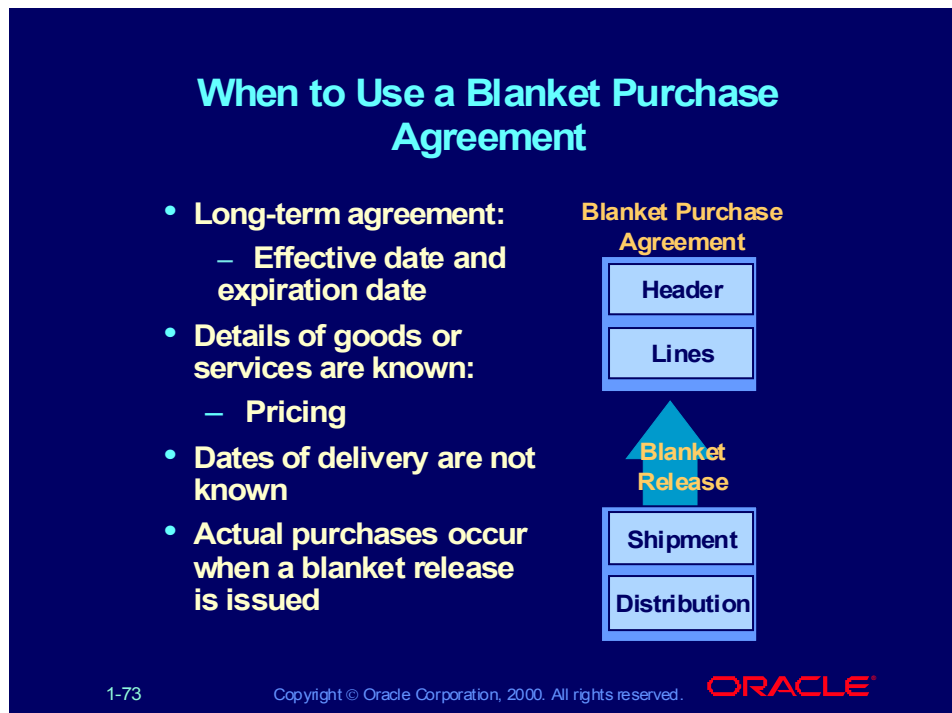 When to Use a Blanket Purchase
Agreement
• Long-term agreement:
– Effective date and
expiration date
• Details of goods or
services are known:
– Pricing
• Dates of delivery are not
known
• Actual purchases occur
when a blanket release
is issued
Blanket Purchase
Agreement
Header
Lines
Blanket
Release
Shipment
Distribution
1-73
Copyright © Oracle Corporation, 2000. All rights reserved.
ORACLE®